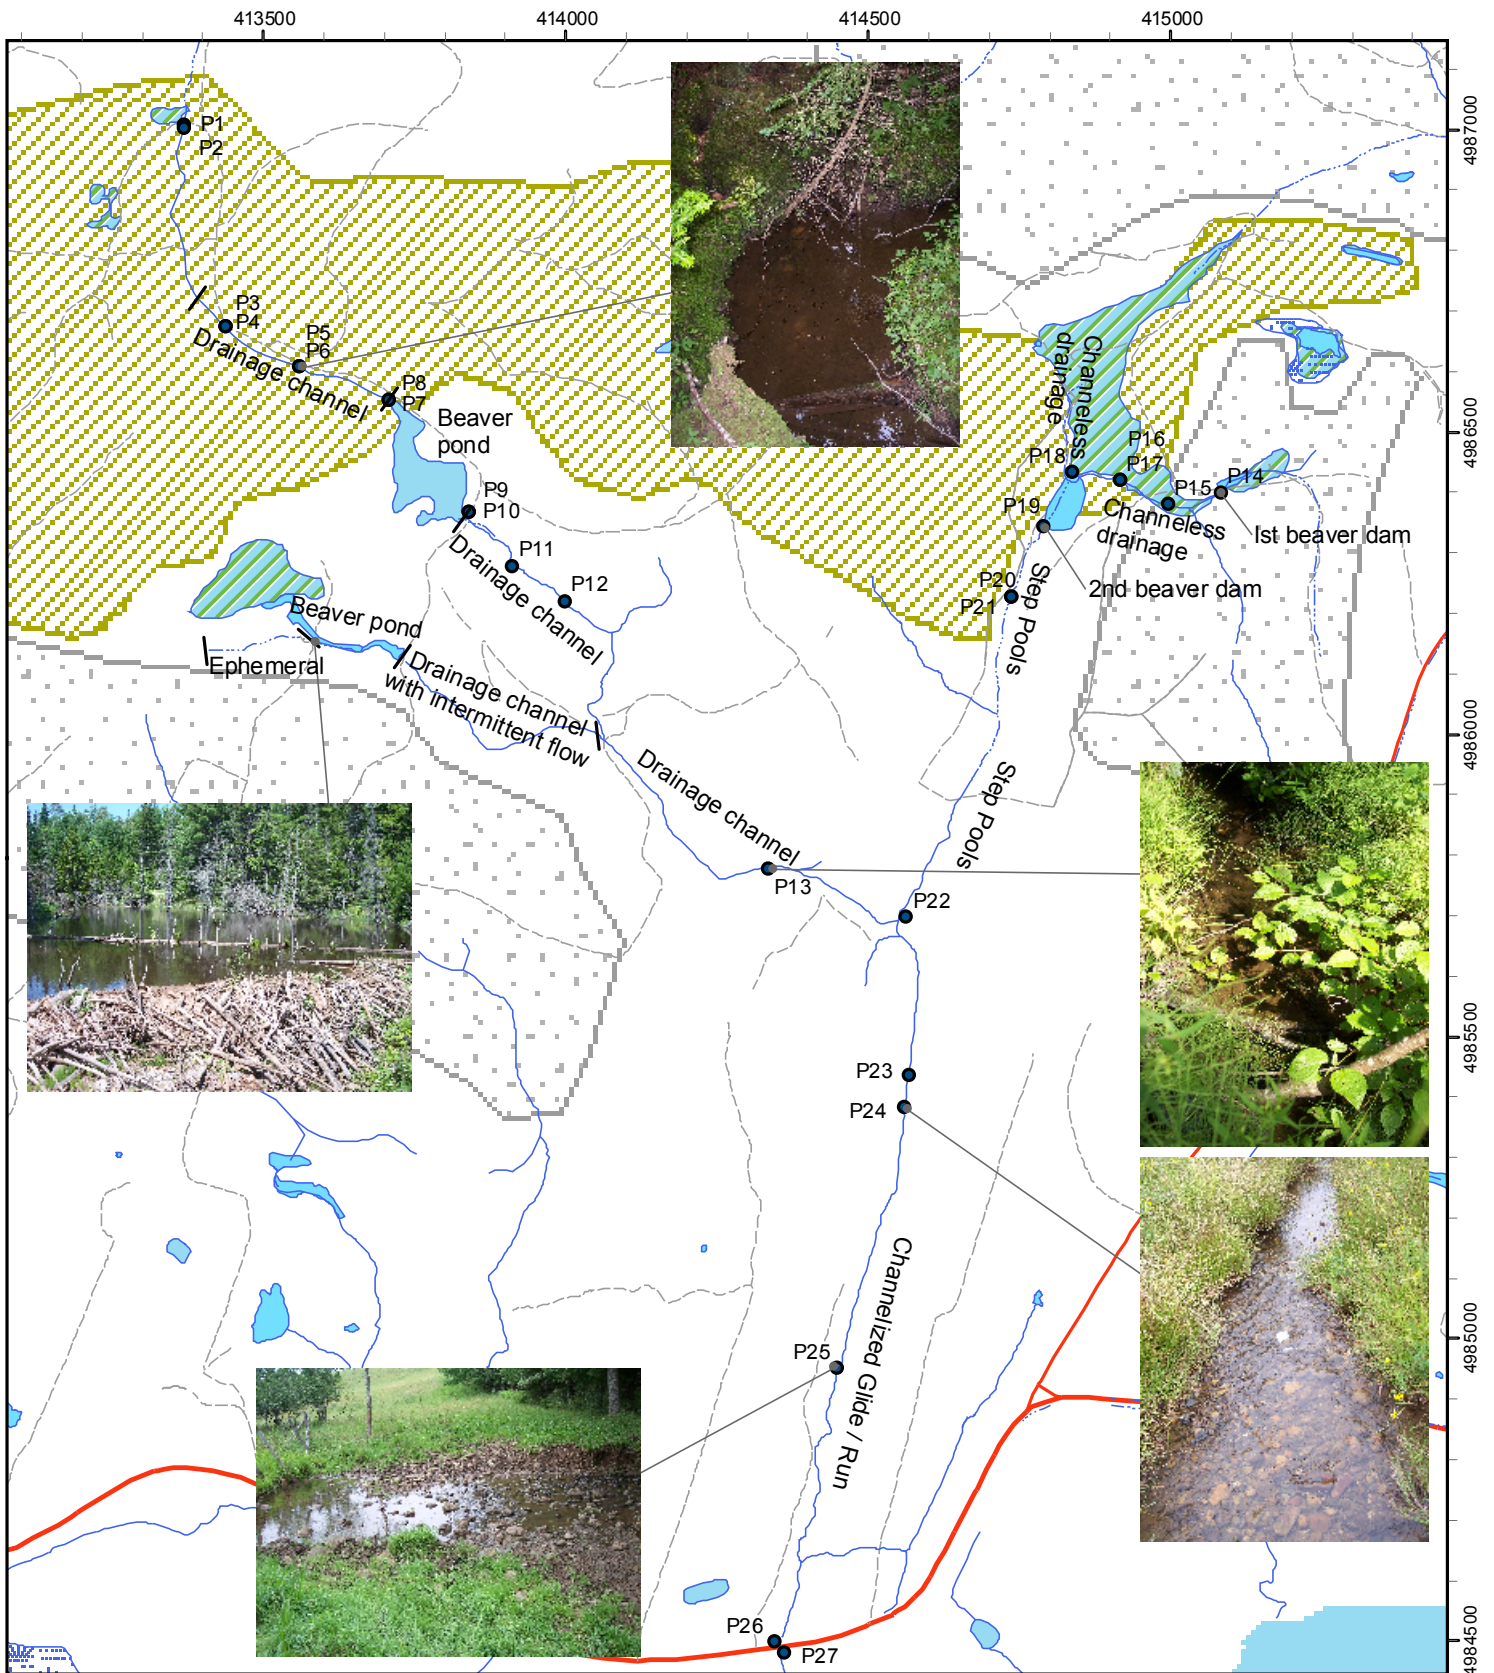 413500 414000 414500 415000
4987000
P1
P2
P3
P4
P5
P6
Drainage channel
P8
P7
Beaver
pond
4986500
Channeless
drainage
P16
P18
P17
P14
P15
P9
P10
P19
Channeless
drainage
Ist beaver dam
P11
Drainage channel
P12
Step Pools
P20
P21
2nd beaver dam
Beaver pond
Ephemeral
Drainage channel
with intermittent flow
4986000
Drainage channel
Step Pools
P13
P22
4985500
P23
P24
Channelized Glide / Run
4985000
P25
P26
P27
4984500